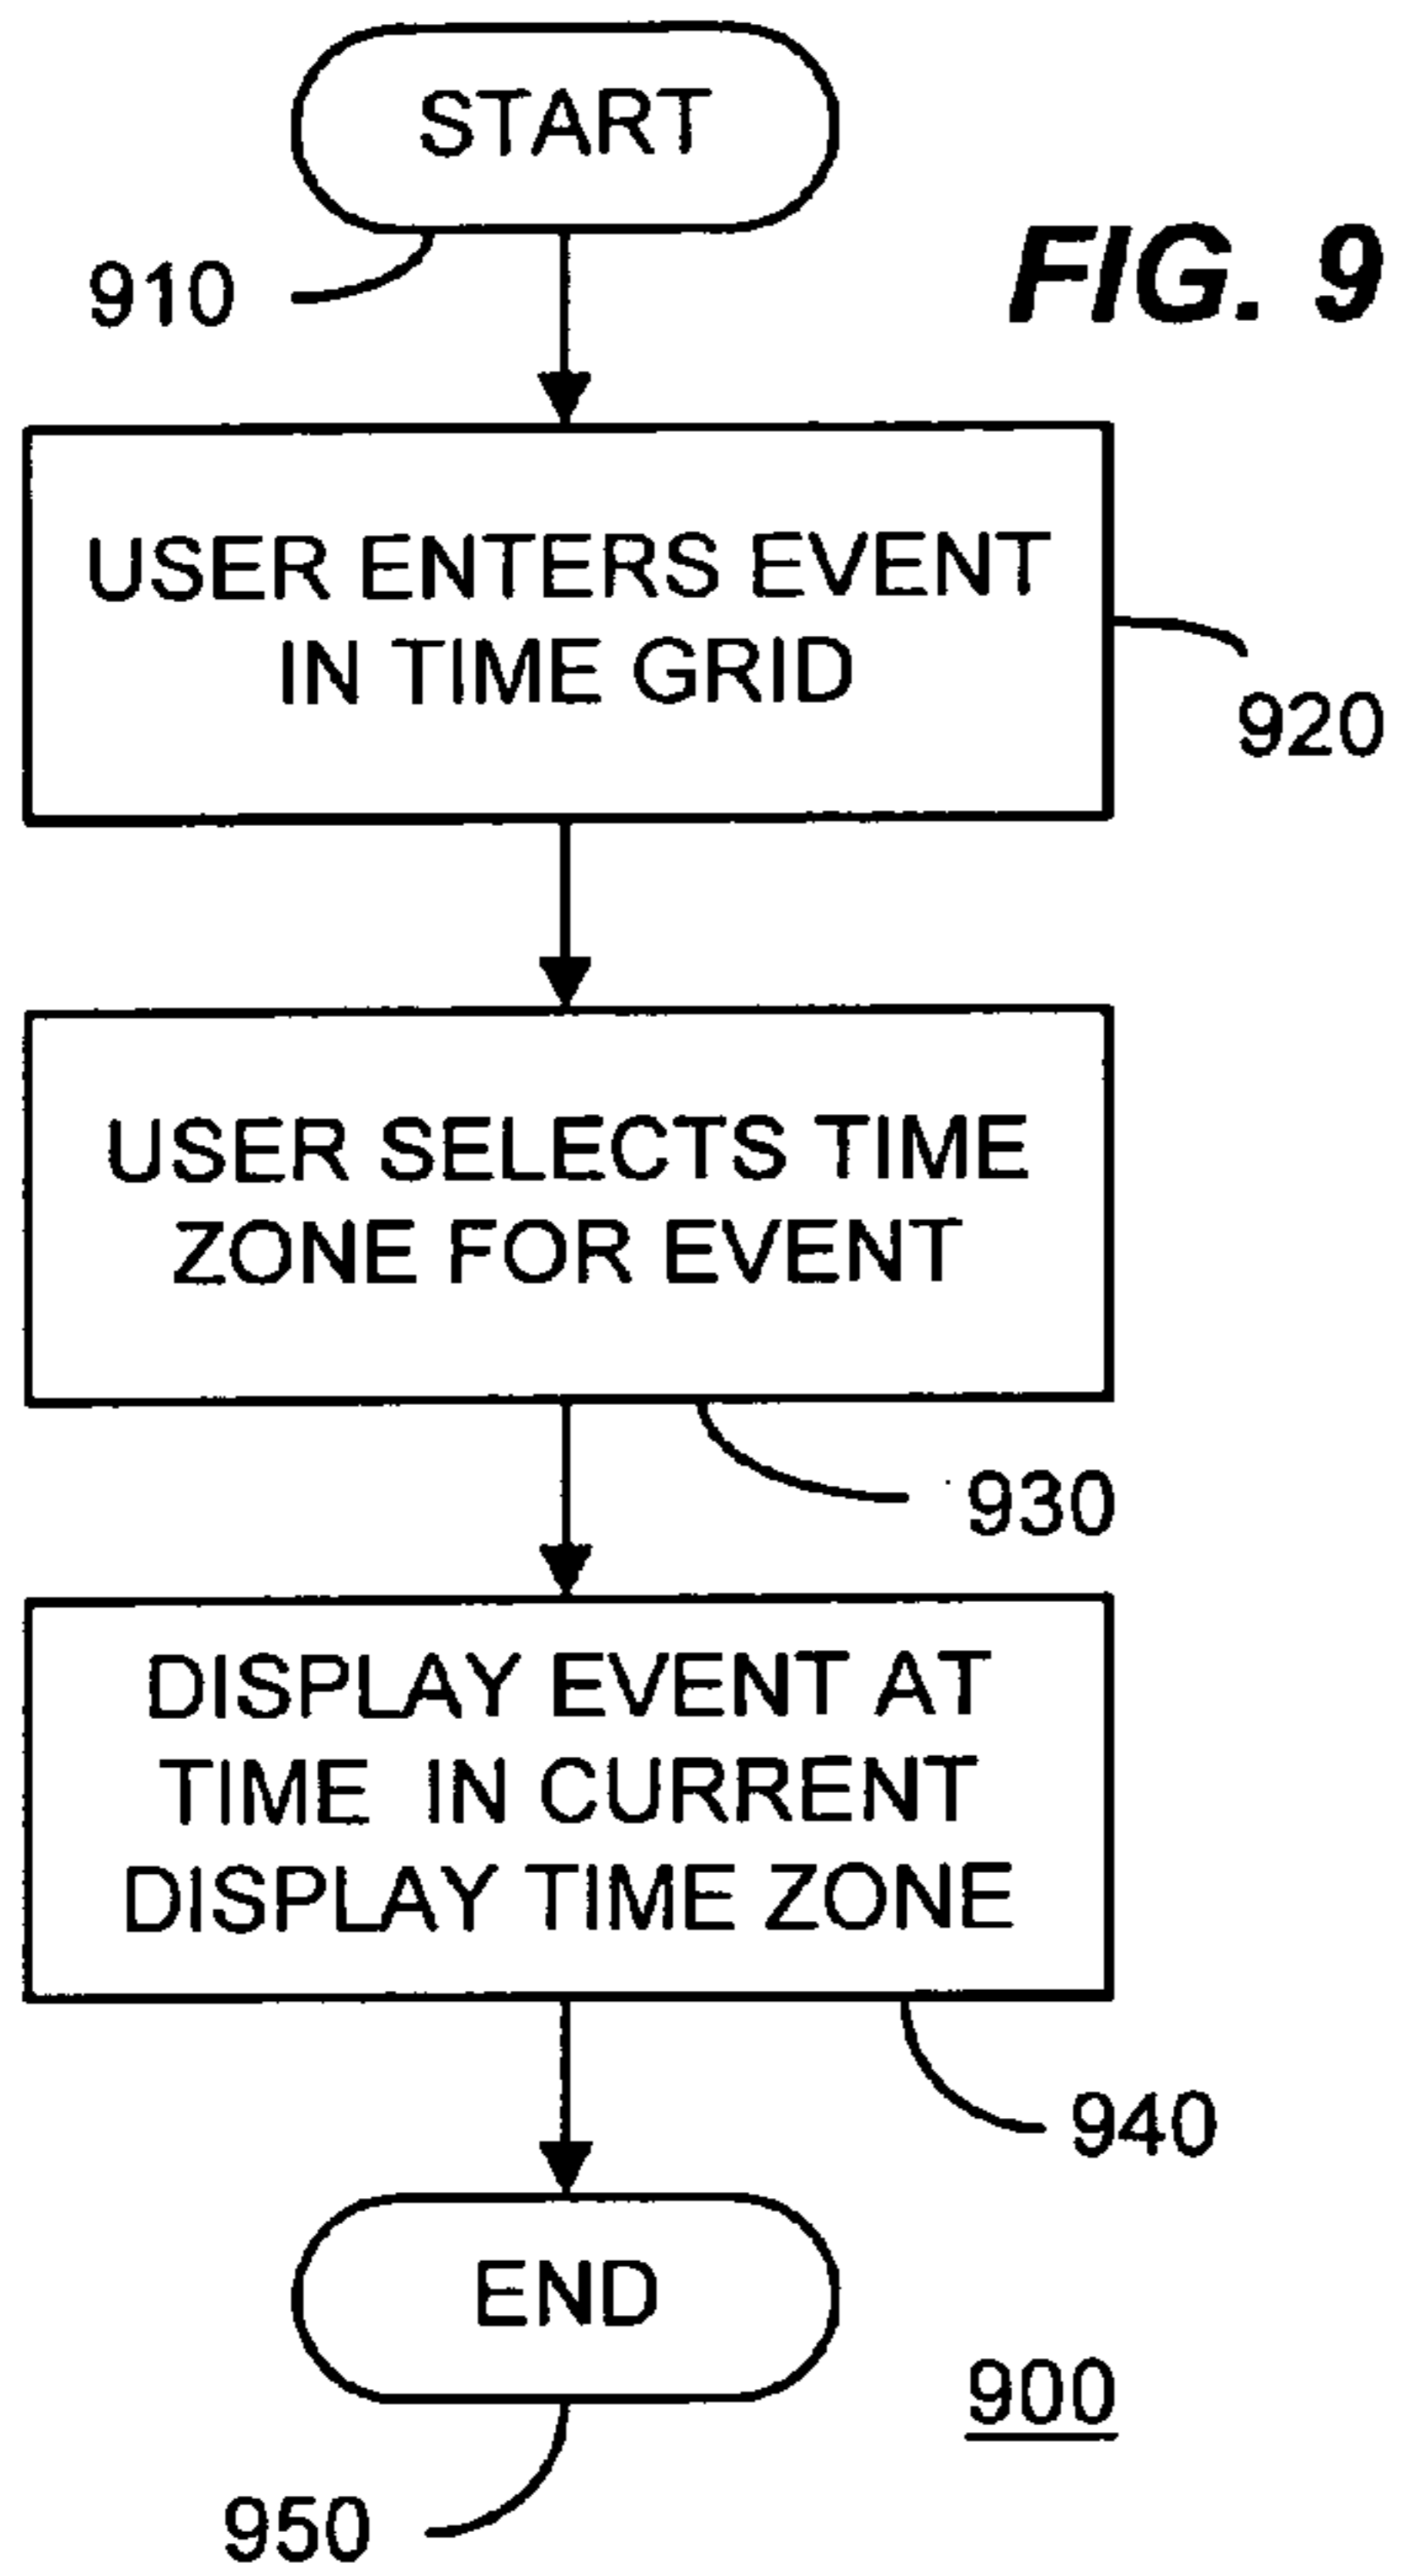 START
910
FIG. 9
USER ENTERS EVENT
IN TIME GRID
920
USER SELECTS TIME
ZONE FOR EVENT
930
DISPLAY EVENT AT
TIME IN CURRENT
DISPLAY TIME ZONE
940
END
900
950